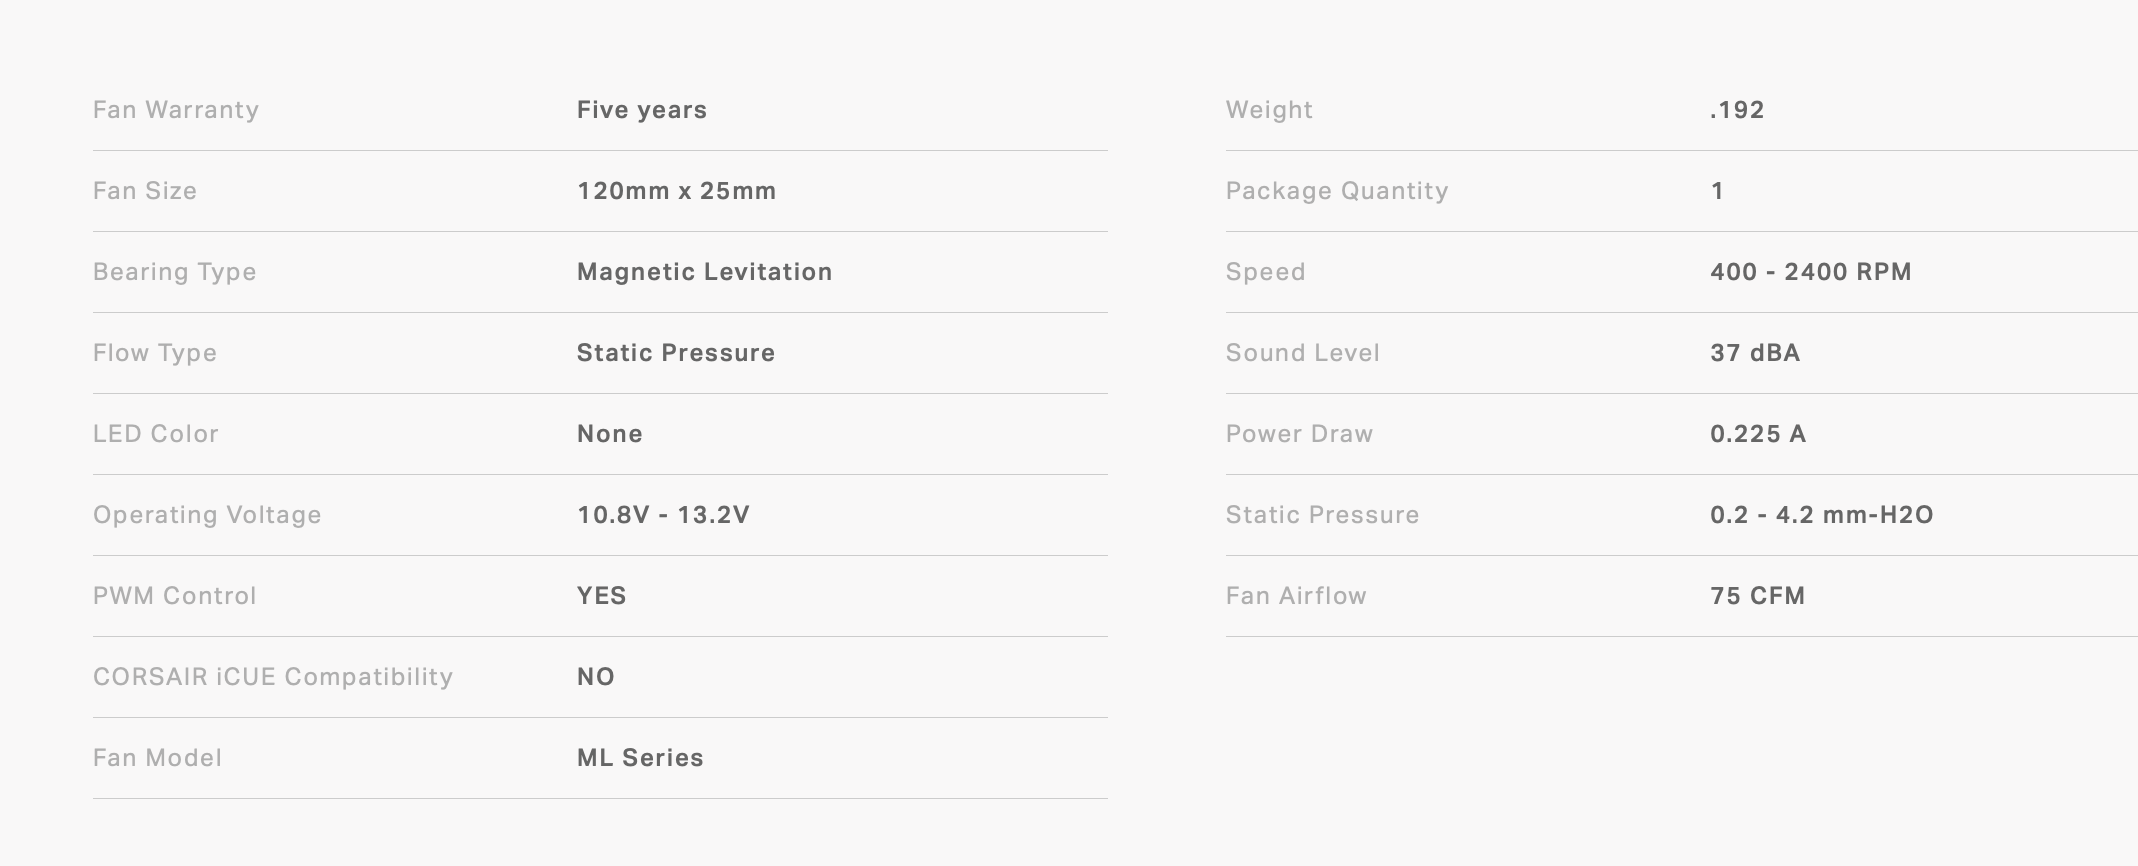 Fan Warranty Five years
Fan Size 120mm x 25mm
Bearing Type Magnetic Levitation
Flow Type Static Pressure
LED Color None
Operating Voltage 10.8V - 13.2V
PWM Control YES
CORSAIR iCUE Compatibility NO
Fan Model ML Series
Weight .192
Package Quantity 1
Speed 400 - 2400 RPM
Sound Level 37 dBA
Power Draw 0.225 A
Static Pressure 0.2 - 4.2 mm-H2O
Fan Airflow 75 CFM